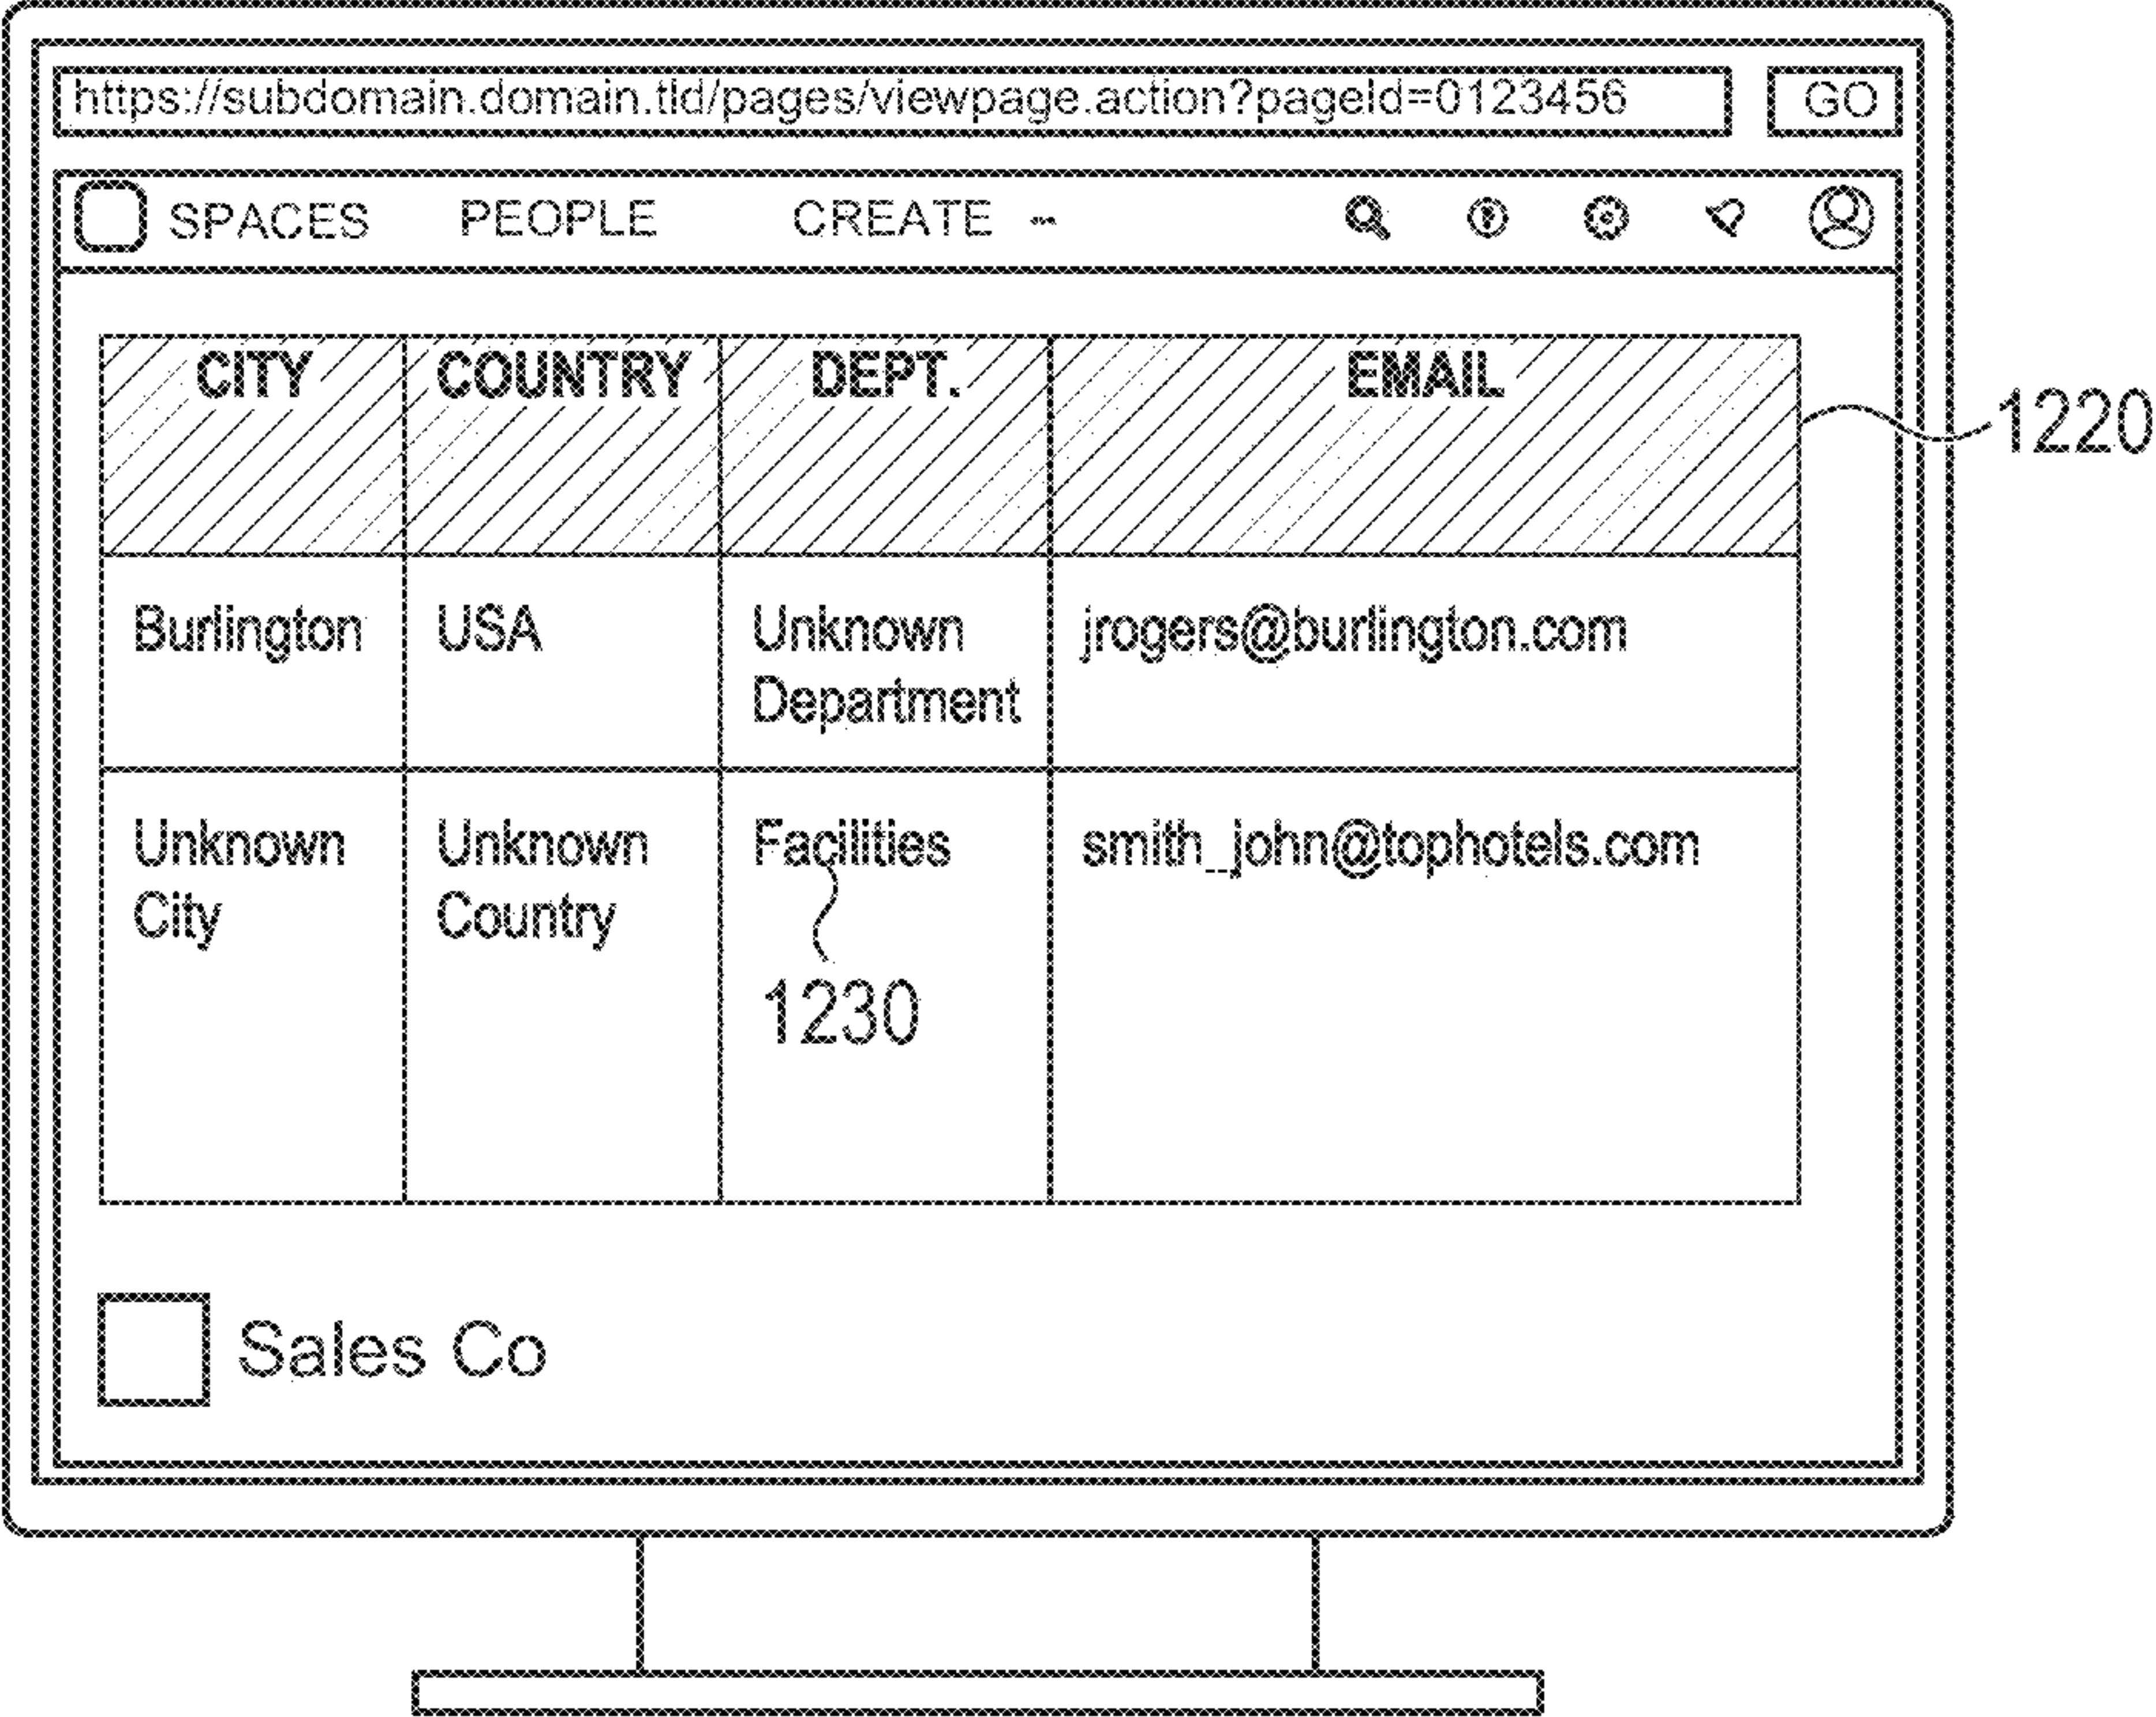 https://subdomain.domain.tld/pages/viewpage.action?pageId=0123456 GO
SPACES PEOPLE CREATE ···
CITY COUNTRY DEPT. EMAIL
1220
Burlington USA Unknown jrogers@burlington.com
Department
Unknown Unknown Facilities smith_john@tophotels.com
City Country
1230
Sales Co